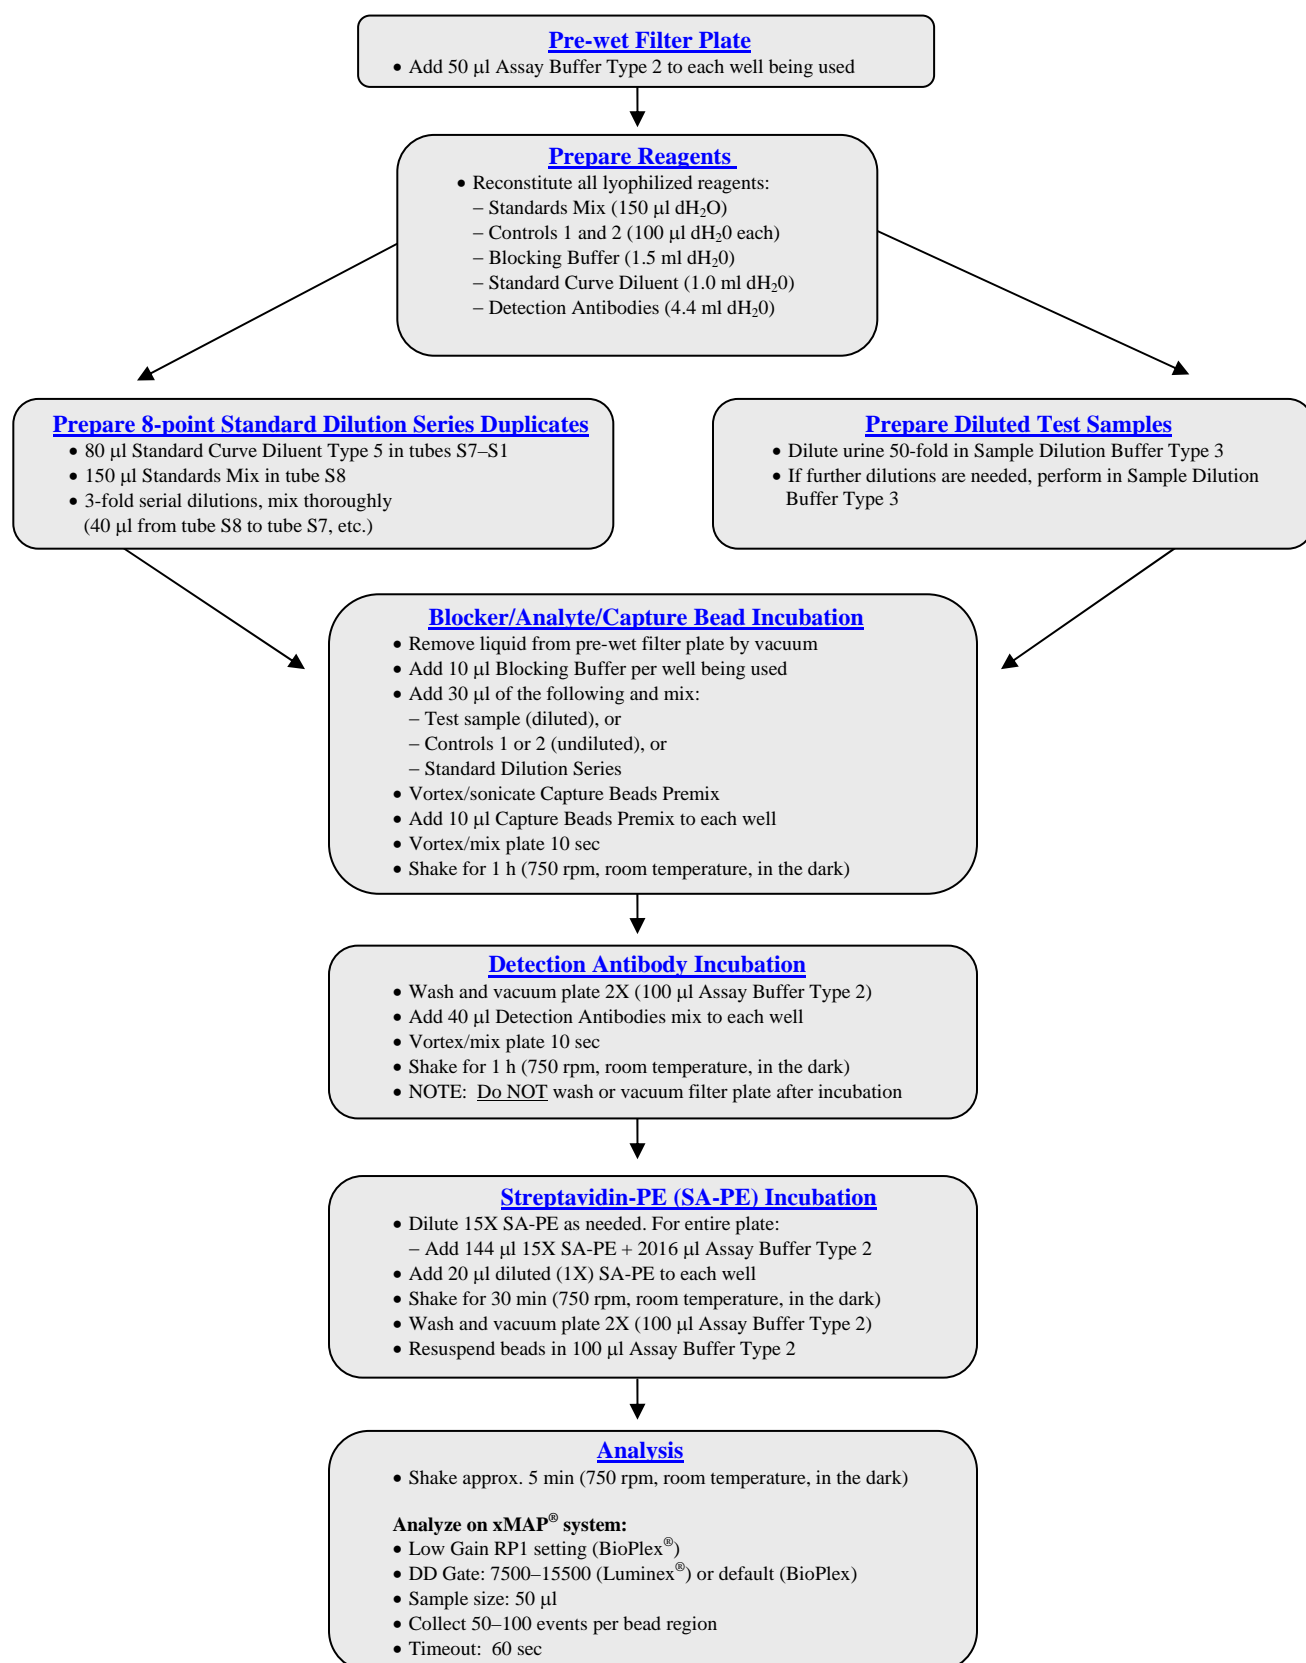 Pre-wet Filter Plate
• Add 50 μl Assay Buffer Type 2 to each well being used
Prepare Reagents
• Reconstitute all lyophilized reagents:
– Standards Mix (150 μl dH₂O)
– Controls 1 and 2 (100 μl dH₂0 each)
– Blocking Buffer (1.5 ml dH₂0)
– Standard Curve Diluent (1.0 ml dH₂0)
– Detection Antibodies (4.4 ml dH₂0)
Prepare 8-point Standard Dilution Series Duplicates
• 80 μl Standard Curve Diluent Type 5 in tubes S7–S1
• 150 μl Standards Mix in tube S8
• 3-fold serial dilutions, mix thoroughly
(40 μl from tube S8 to tube S7, etc.)
Prepare Diluted Test Samples
• Dilute urine 50-fold in Sample Dilution Buffer Type 3
• If further dilutions are needed, perform in Sample Dilution
Buffer Type 3
Blocker/Analyte/Capture Bead Incubation
• Remove liquid from pre-wet filter plate by vacuum
• Add 10 μl Blocking Buffer per well being used
• Add 30 μl of the following and mix:
– Test sample (diluted), or
– Controls 1 or 2 (undiluted), or
– Standard Dilution Series
• Vortex/sonicate Capture Beads Premix
• Add 10 μl Capture Beads Premix to each well
• Vortex/mix plate 10 sec
• Shake for 1 h (750 rpm, room temperature, in the dark)
Detection Antibody Incubation
• Wash and vacuum plate 2X (100 μl Assay Buffer Type 2)
• Add 40 μl Detection Antibodies mix to each well
• Vortex/mix plate 10 sec
• Shake for 1 h (750 rpm, room temperature, in the dark)
• NOTE: Do NOT wash or vacuum filter plate after incubation
Streptavidin-PE (SA-PE) Incubation
• Dilute 15X SA-PE as needed. For entire plate:
– Add 144 μl 15X SA-PE + 2016 μl Assay Buffer Type 2
• Add 20 μl diluted (1X) SA-PE to each well
• Shake for 30 min (750 rpm, room temperature, in the dark)
• Wash and vacuum plate 2X (100 μl Assay Buffer Type 2)
• Resuspend beads in 100 μl Assay Buffer Type 2
Analysis
• Shake approx. 5 min (750 rpm, room temperature, in the dark)
Analyze on xMAP® system:
• Low Gain RP1 setting (BioPlex®)
• DD Gate: 7500–15500 (Luminex®) or default (BioPlex)
• Sample size: 50 μl
• Collect 50–100 events per bead region
• Timeout: 60 sec